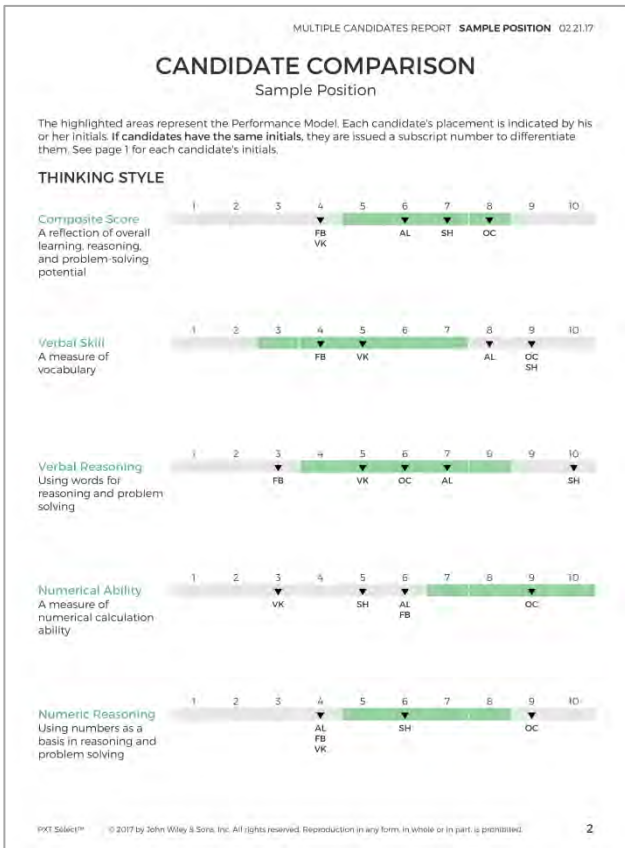 MULTIPLE CANDIDATES REPORT SAMPLE POSITION 02.21.17
CANDIDATE COMPARISON
Sample Position
The highlighted areas represent the Performance Model. Each candidate's placement is indicated by his
or her initials. If candidates have the same initials, they are issued a subscript number to differentiate
them. See page 1 for each candidate's initials.
THINKING STYLE
1 2 3 4 5 6 7 8 9 10
Composite Score
A reflection of overall
learning, reasoning,
and problem-solving
potential
FB AL SH OC
VK
1 2 3 4 5 6 7 8 9 10
Verbal Skill
A measure of
vocabulary
FB VK AL OC
SH
1 2 3 4 5 6 7 8 9 10
Verbal Reasoning
Using words for
reasoning and problem
solving
FB VK OC AL SH
1 2 3 4 5 6 7 8 9 10
Numerical Ability
A measure of
numerical calculation
ability
VK SH AL OC
FB
1 2 3 4 5 6 7 8 9 10
Numeric Reasoning
Using numbers as a
basis in reasoning and
problem solving
AL SH OC
FB
VK
PXT Select™ © 2017 by John Wiley & Sons, Inc. All rights reserved. Reproduction in any form, in whole or in part, is prohibited. 2